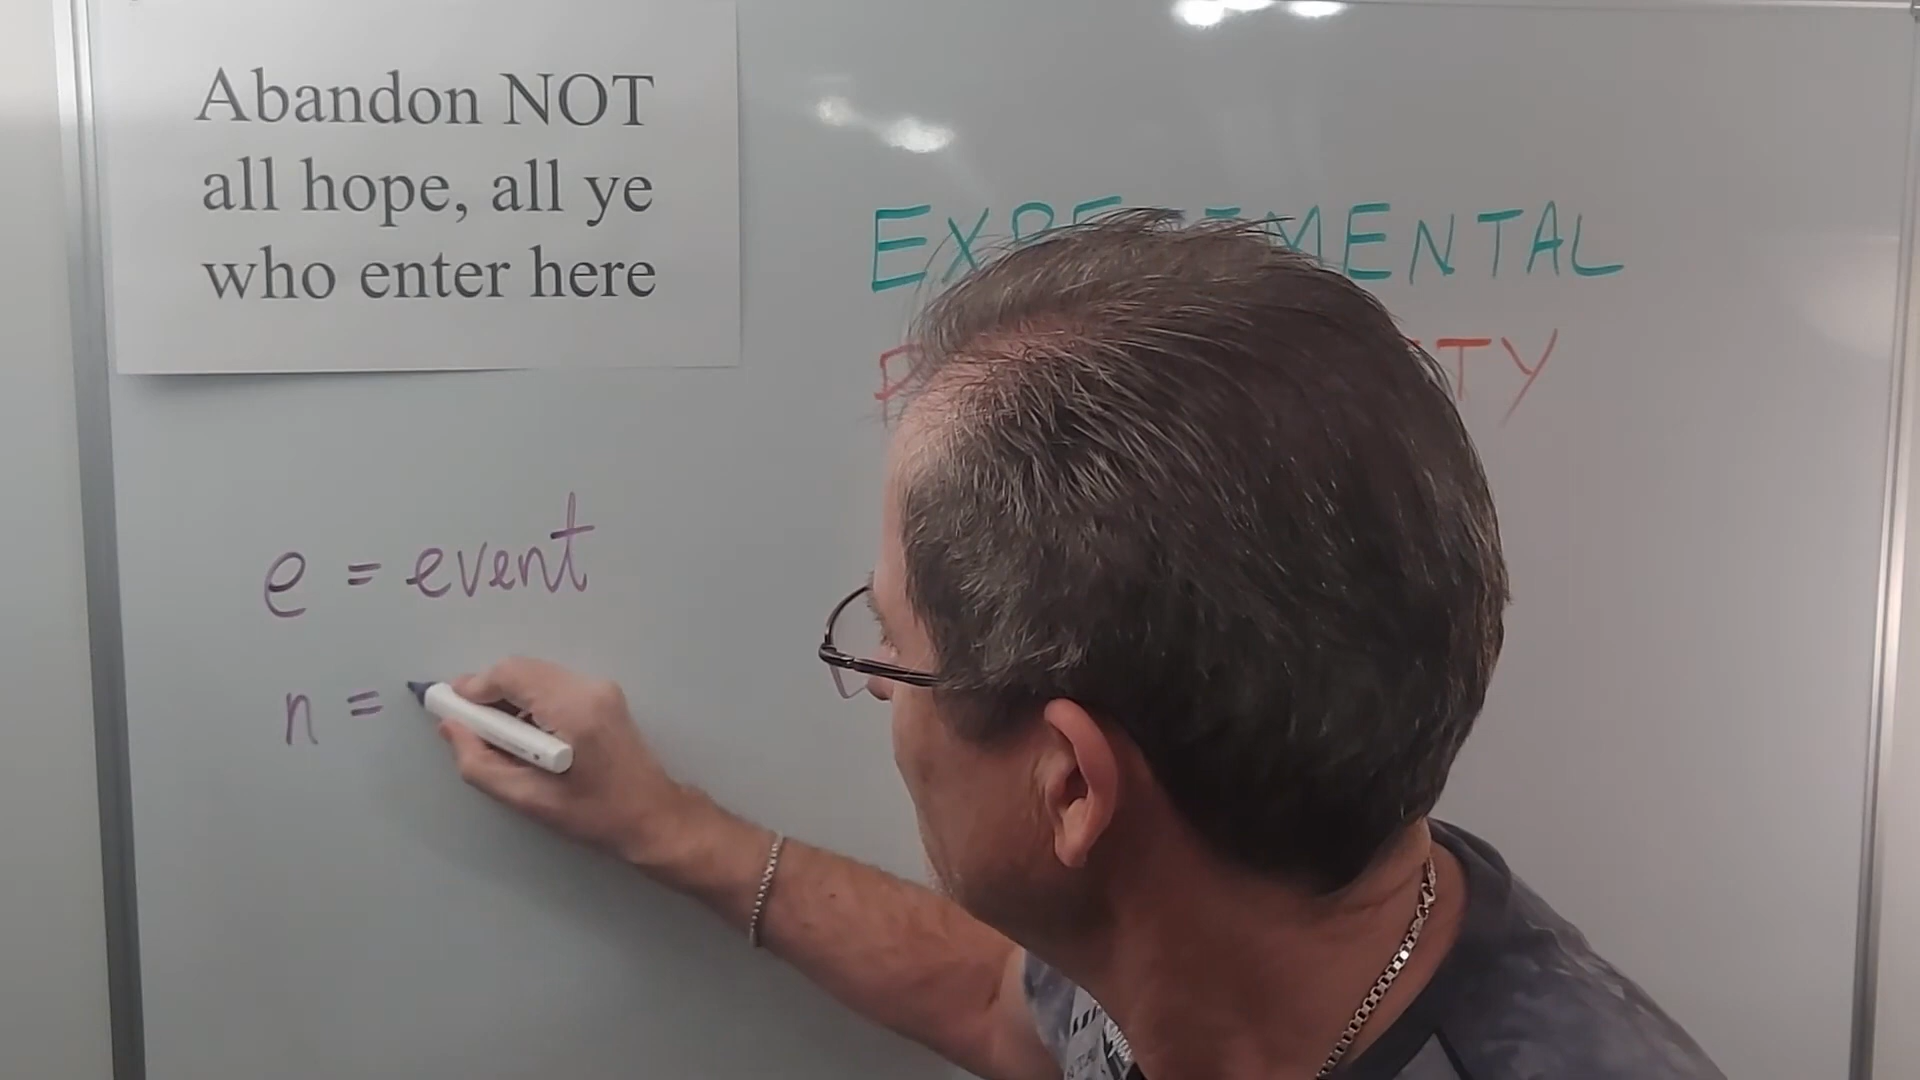 Abandon NOT
all hope, all ye
who enter here
EXPERIMENTAL
e = event
n =